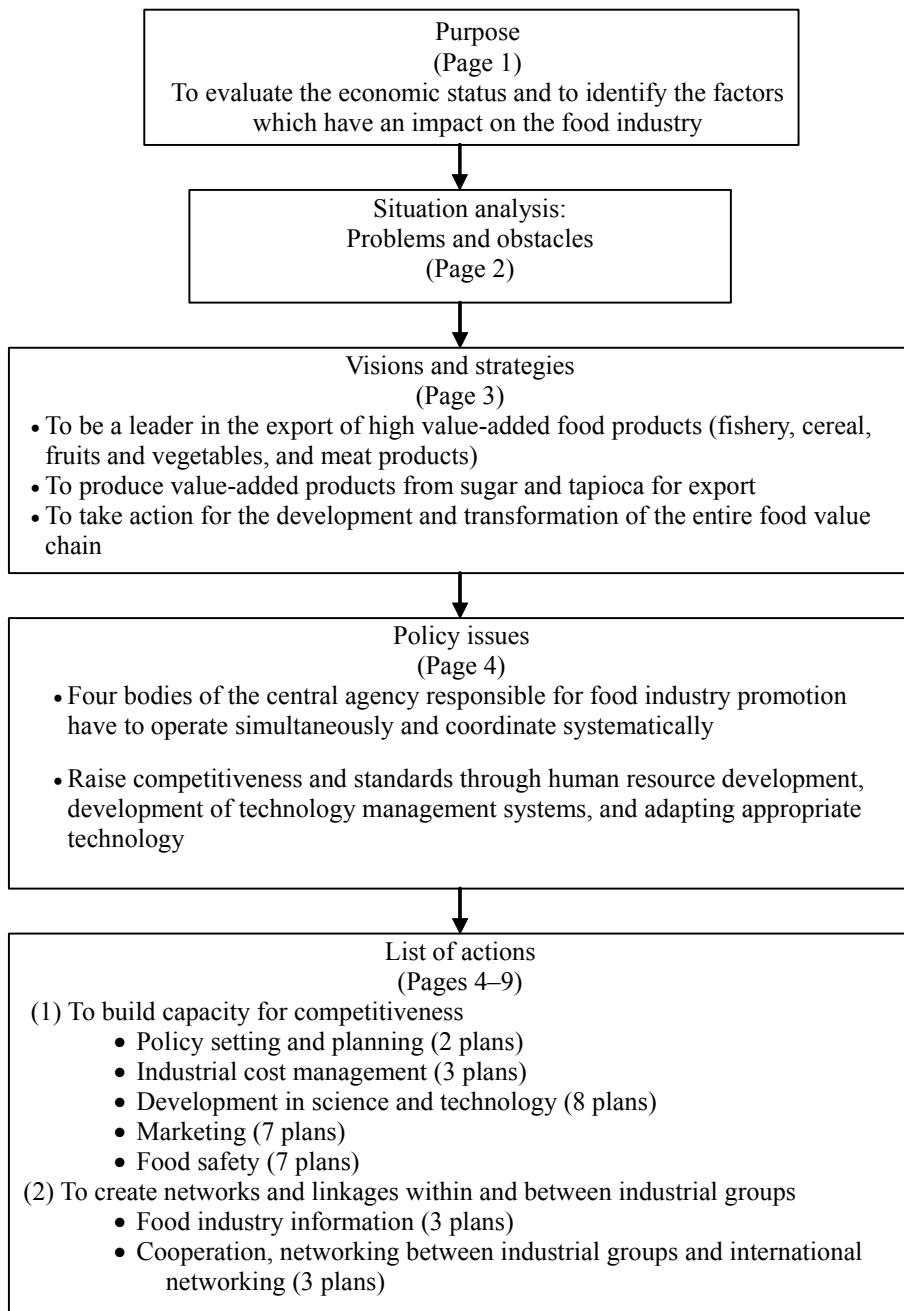 Purpose
(Page 1)
To evaluate the economic status and to identify the factors
which have an impact on the food industry
Situation analysis:
Problems and obstacles
(Page 2)
Visions and strategies
(Page 3)
• To be a leader in the export of high value-added food products (fishery, cereal,
fruits and vegetables, and meat products)
• To produce value-added products from sugar and tapioca for export
• To take action for the development and transformation of the entire food value
chain
Policy issues
(Page 4)
• Four bodies of the central agency responsible for food industry promotion
have to operate simultaneously and coordinate systematically
• Raise competitiveness and standards through human resource development,
development of technology management systems, and adapting appropriate
technology
List of actions
(Pages 4–9)
(1) To build capacity for competitiveness
• Policy setting and planning (2 plans)
• Industrial cost management (3 plans)
• Development in science and technology (8 plans)
• Marketing (7 plans)
• Food safety (7 plans)
(2) To create networks and linkages within and between industrial groups
• Food industry information (3 plans)
• Cooperation, networking between industrial groups and international
networking (3 plans)